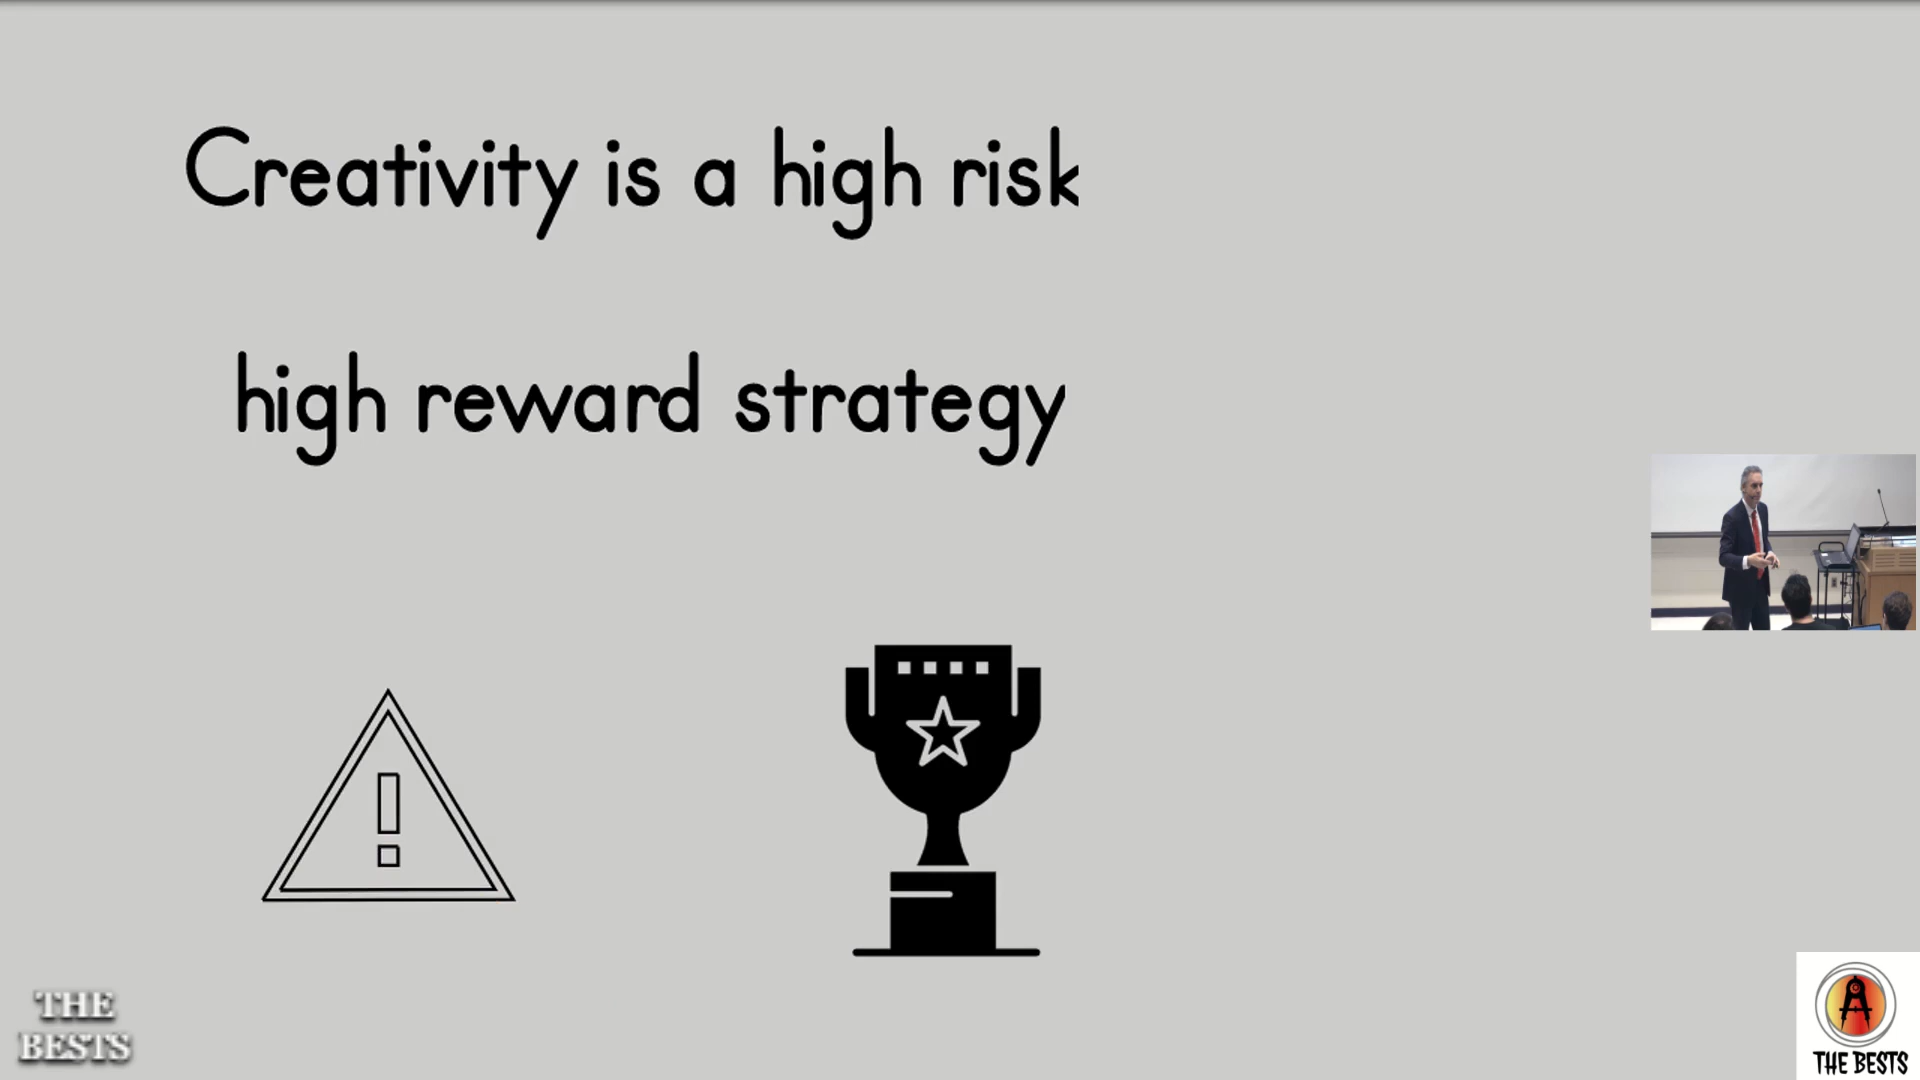 Creativity is a high risk
high reward strategy
!
THE
BESTS
A
THE BESTS